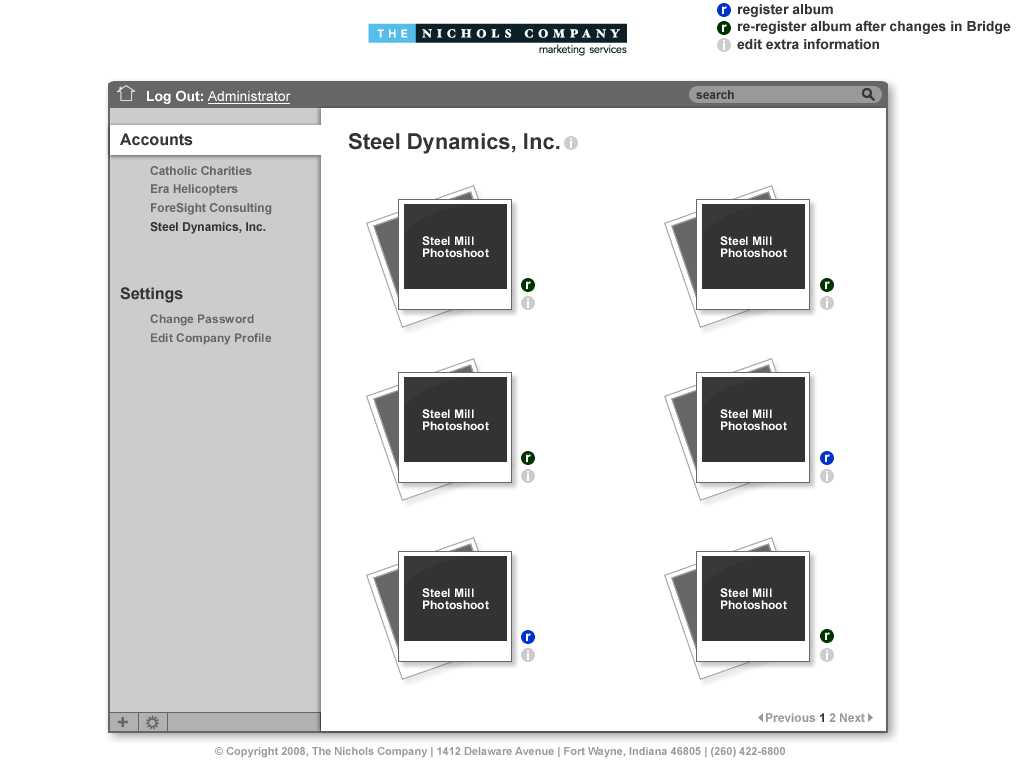 r register album
r re-register album after changes in Bridge
i edit extra information
THE NICHOLS COMPANY
marketing services
Log Out: Administrator
search
Accounts
Catholic Charities
Era Helicopters
ForeSight Consulting
Steel Dynamics, Inc.
Settings
Change Password
Edit Company Profile
Steel Dynamics, Inc. i
Steel Mill
Photoshoot
r
i
Steel Mill
Photoshoot
r
i
Steel Mill
Photoshoot
r
i
Steel Mill
Photoshoot
r
i
Steel Mill
Photoshoot
r
i
Steel Mill
Photoshoot
r
i
Previous 1 2 Next
© Copyright 2008, The Nichols Company | 1412 Delaware Avenue | Fort Wayne, Indiana 46805 | (260) 422-6800